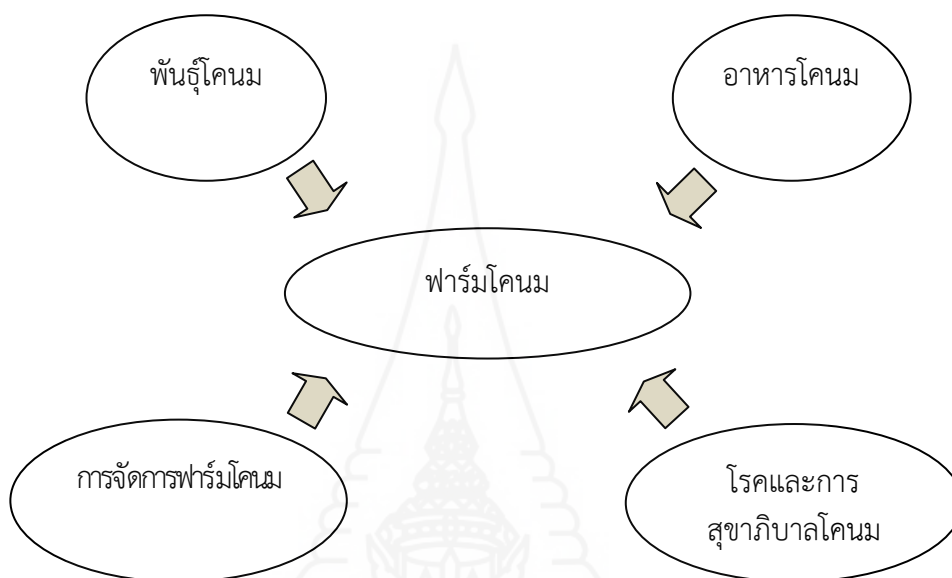 พันธุ์โคนม
อาหารโคนม
ฟาร์มโคนม
การจัดการฟาร์มโคนม
โรคและการ
สุขาภิบาลโคนม